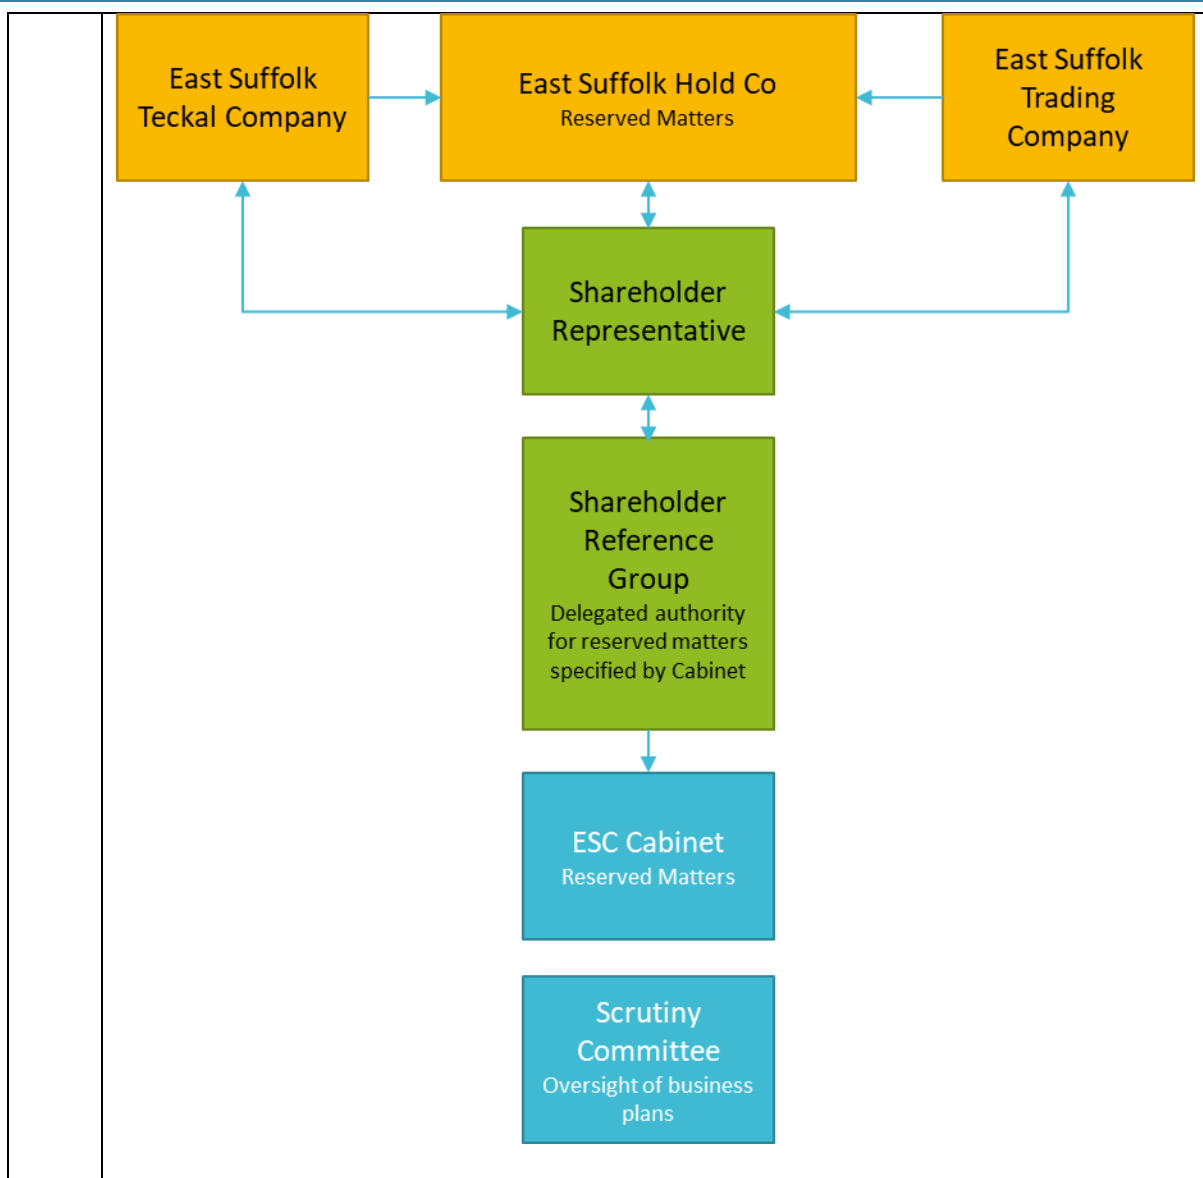 East Suffolk
Teckal Company
East Suffolk Hold Co
Reserved Matters
East Suffolk
Trading
Company
Shareholder
Representative
Shareholder
Reference
Group
Delegated authority
for reserved matters
specified by Cabinet
ESC Cabinet
Reserved Matters
Scrutiny
Committee
Oversight of business
plans